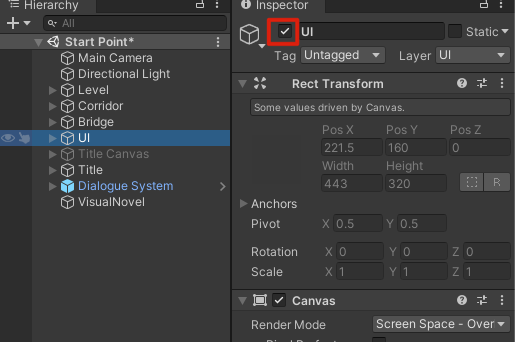 Hierarchy
All
Start Point*
Main Camera
Directional Light
Level
Corridor
Bridge
UI
Title Canvas
Title
Dialogue System
VisualNovel
Inspector
UI Static
Tag Untagged Layer UI
Rect Transform
Some values driven by Canvas.
Pos X Pos Y Pos Z
221.5 160 0
Width Height
443 320
R
Anchors
Pivot X 0.5 Y 0.5
Rotation X 0 Y 0 Z 0
Scale X 1 Y 1 Z 1
Canvas
Render Mode Screen Space - Over